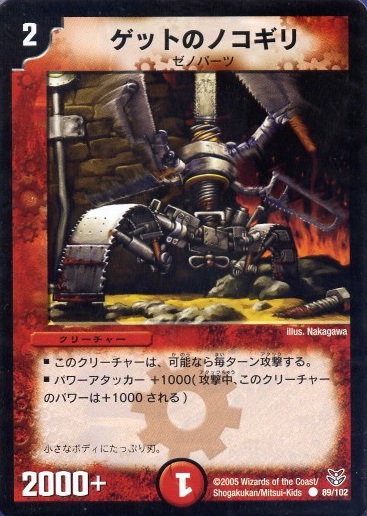 2
ゲットのノコギリ
ゼノパーツ
illus. Nakagawa
クリーチャー
■ このクリーチャーは、可能なら毎ターン攻撃する。
■ パワーアタッカー +1000(攻撃中、このクリーチャー
のパワーは+1000 される)
小さなボディにたっぷり刃。
2000+
1
©2005 Wizards of the Coast/
Shogakukan/Mitsui-Kids ● 89/102